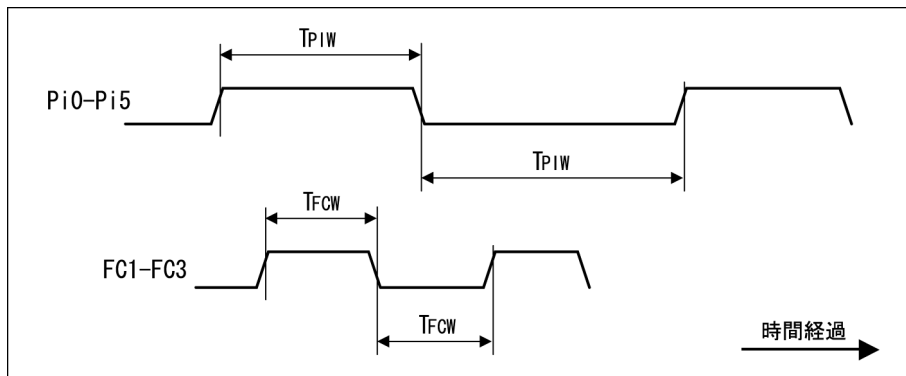 TPIW
Pi0-Pi5
TPIW
TFCW
FC1-FC3
TFCW
時間経過